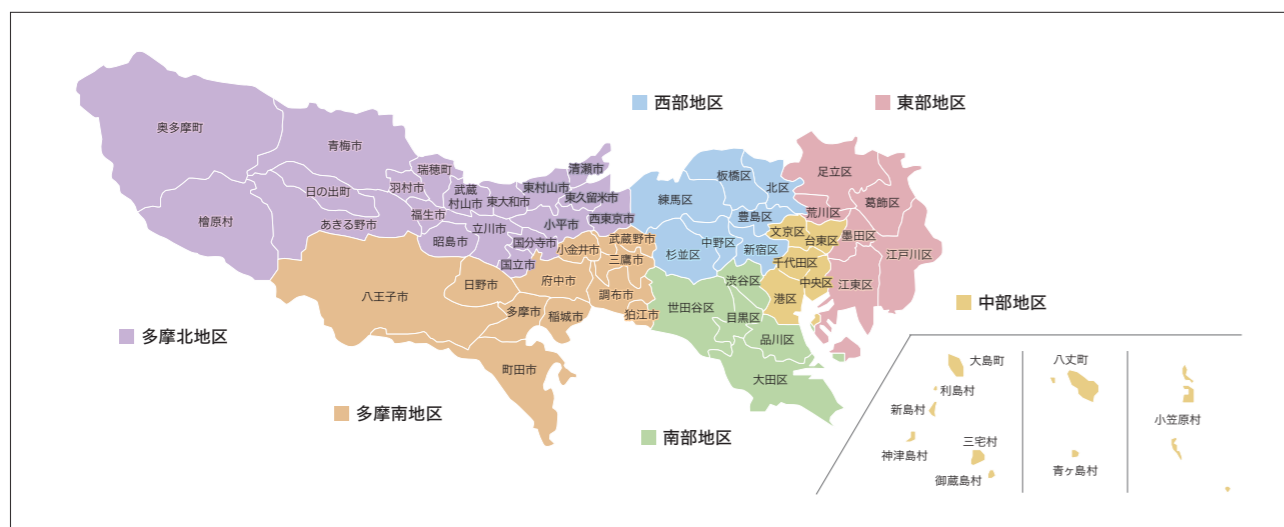 西部地区
東部地区
奥多摩町
青梅市
瑞穂町
清瀬市
板橋区
北区
足立区
日の出町
羽村市
武蔵
村山市
東大和市
東村山市
東久留米市
練馬区
豊島区
荒川区
葛飾区
檜原村
あきる野市
福生市
昭島市
立川市
国分寺市
小平市
西東京市
文京区
台東区
墨田区
国立市
小金井市
武蔵野市
三鷹市
杉並区
中野区
新宿区
千代田区
江戸川区
八王子市
日野市
府中市
調布市
渋谷区
中央区
江東区
港区
多摩市
稲城市
狛江市
世田谷区
目黒区
品川区
中部地区
多摩北地区
町田市
大田区
多摩南地区
南部地区
大島町
利島村
新島村
神津島村
三宅村
御蔵島村
八丈町
青ヶ島村
小笠原村